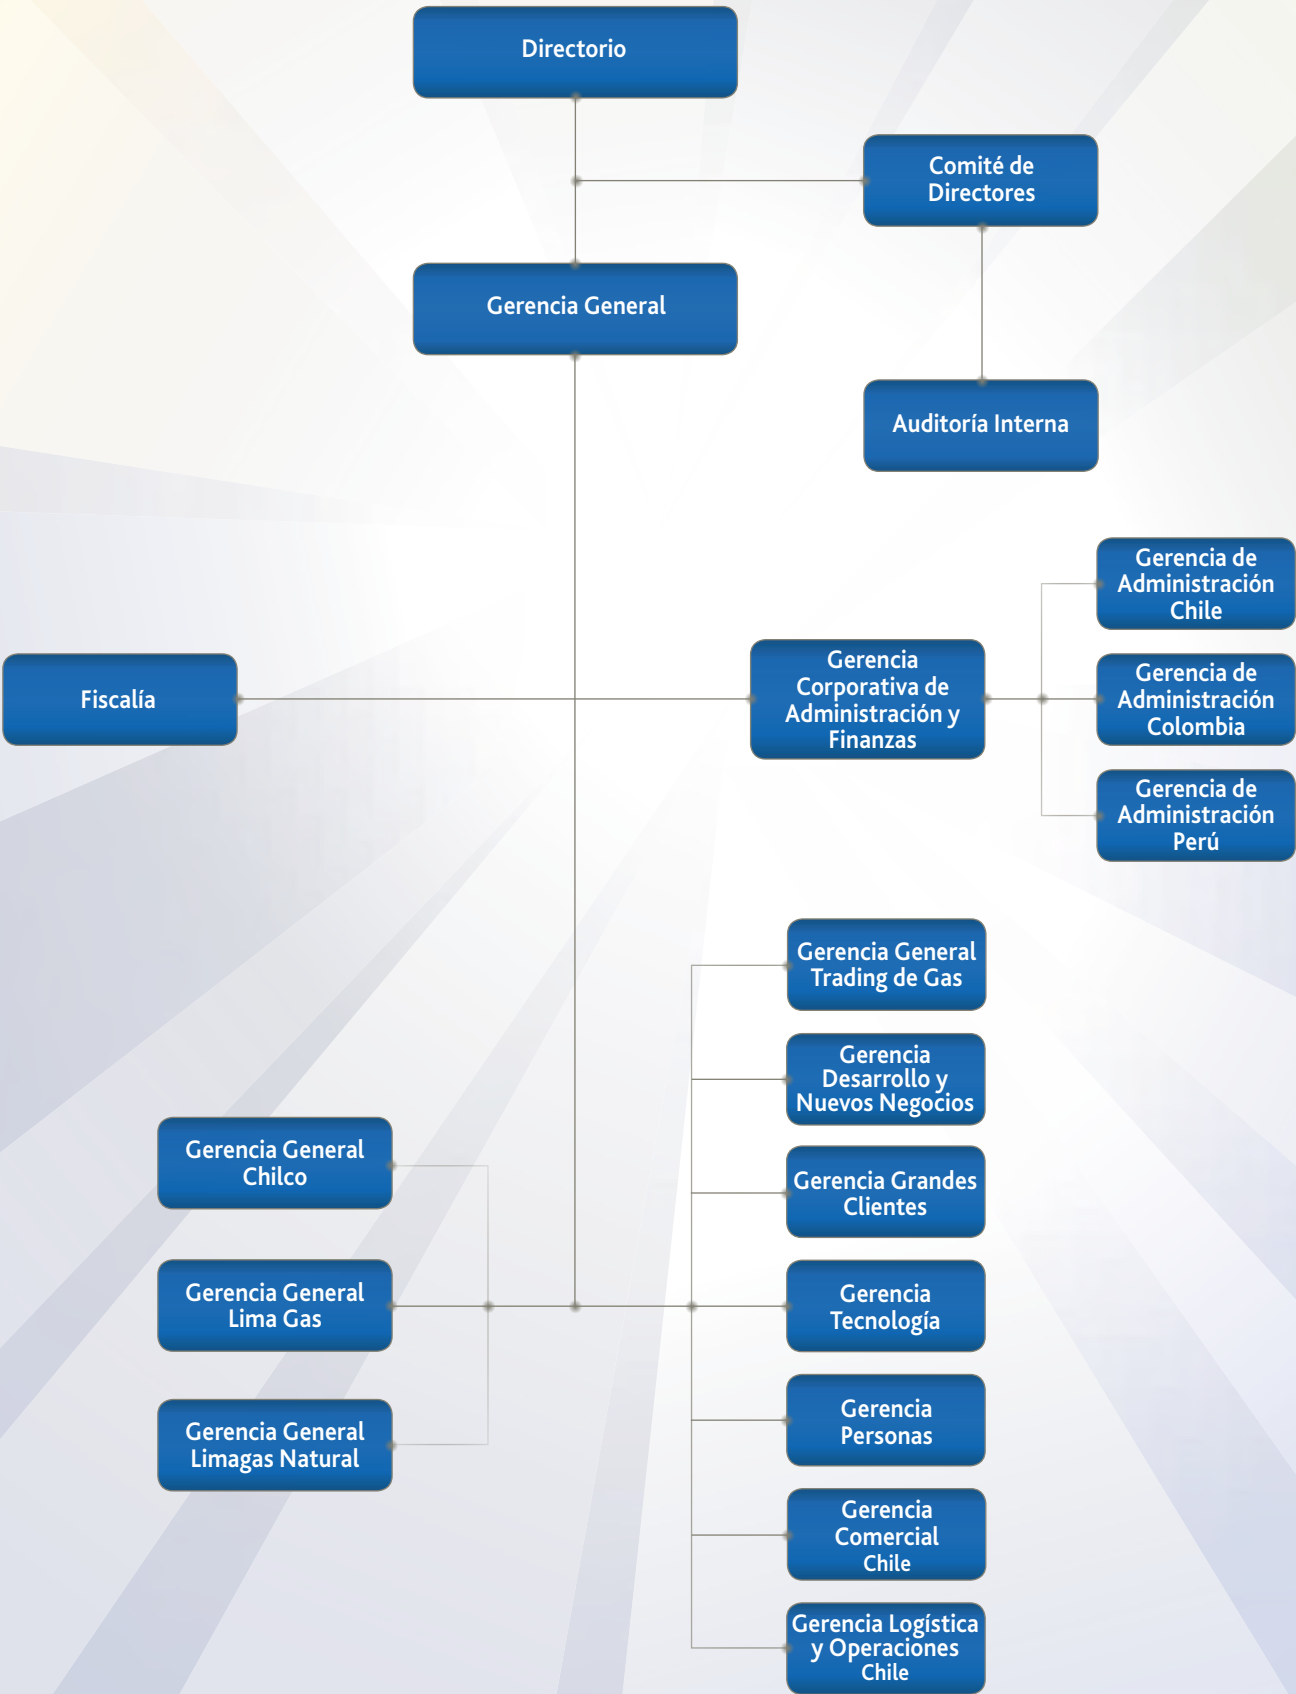 Directorio
Comité de
Directores
Gerencia General
Auditoría Interna
Fiscalía
Gerencia
Corporativa de
Administración y
Finanzas
Gerencia de
Administración
Chile
Gerencia de
Administración
Colombia
Gerencia de
Administración
Perú
Gerencia General
Chilco
Gerencia General
Lima Gas
Gerencia General
Limagas Natural
Gerencia General
Trading de Gas
Gerencia
Desarrollo y
Nuevos Negocios
Gerencia Grandes
Clientes
Gerencia
Tecnología
Gerencia
Personas
Gerencia
Comercial
Chile
Gerencia Logística
y Operaciones
Chile